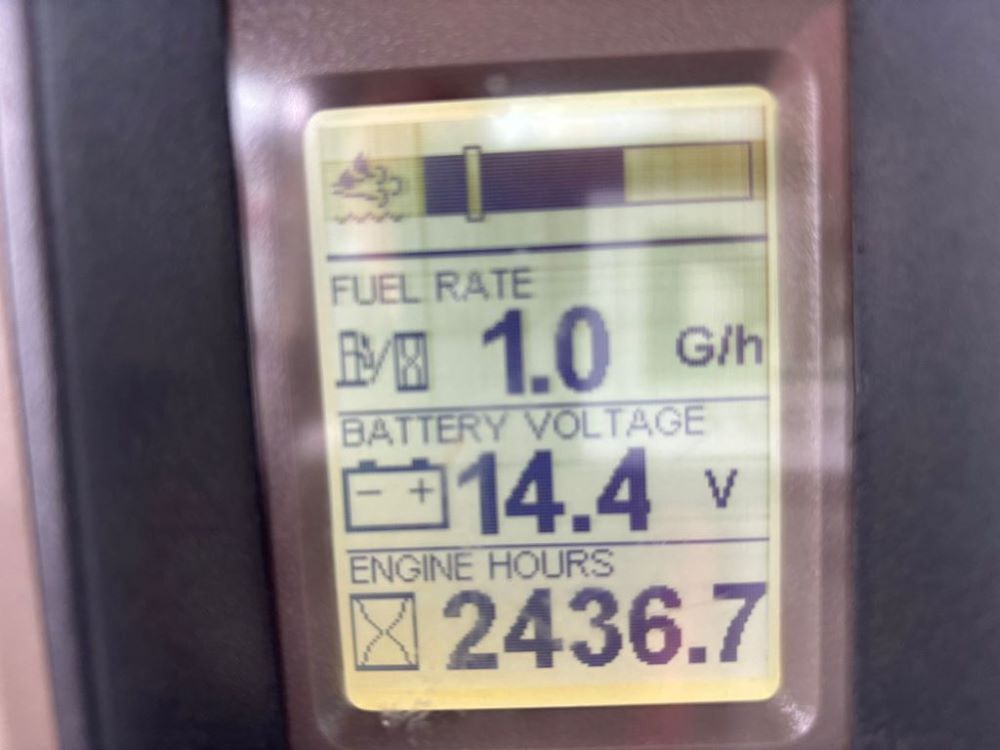 FUEL RATE
1.0 G/h
BATTERY VOLTAGE
- + 14.4 V
ENGINE HOURS
2436.7